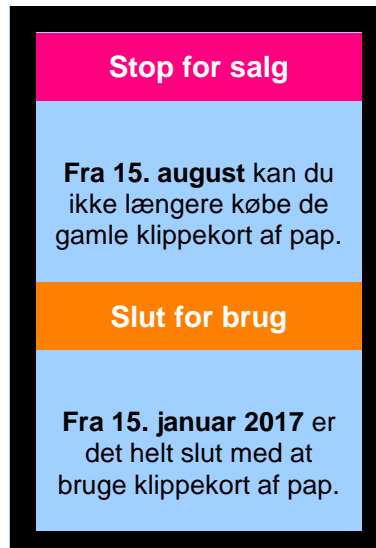 Stop for salg
Fra 15. august kan du
ikke længere købe de
gamle klippekort af pap.
Slut for brug
Fra 15. januar 2017 er
det helt slut med at
bruge klippekort af pap.